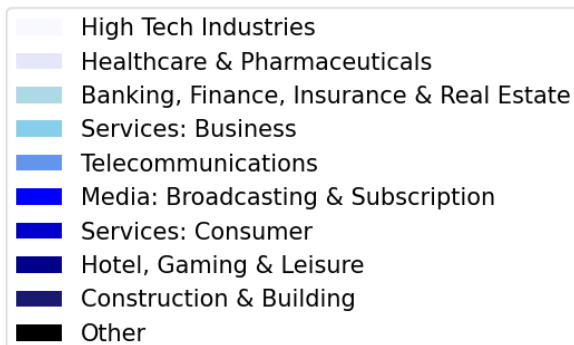 High Tech Industries
Healthcare & Pharmaceuticals
Banking, Finance, Insurance & Real Estate
Services: Business
Telecommunications
Media: Broadcasting & Subscription
Services: Consumer
Hotel, Gaming & Leisure
Construction & Building
Other